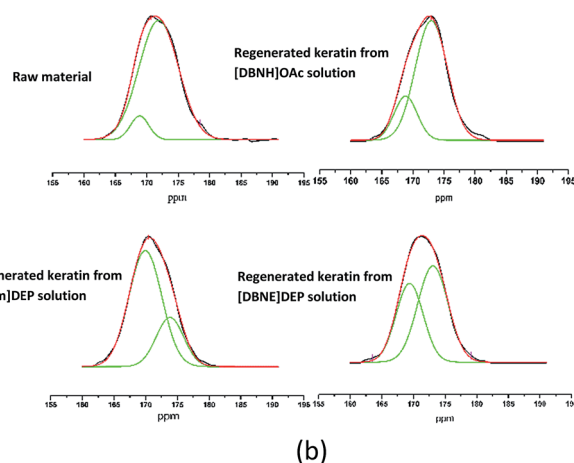 Raw material
Regenerated keratin from
[DBNH]OAc solution
155 160 165 170 175 180 185 190 195
ppm
155 160 165 170 175 180 185 190 195
ppm
nerated keratin from
]DEP solution
Regenerated keratin from
[DBNE]DEP solution
155 160 165 170 175 180 185 190 195
ppm
155 160 165 170 175 180 185 190
ppm
(b)